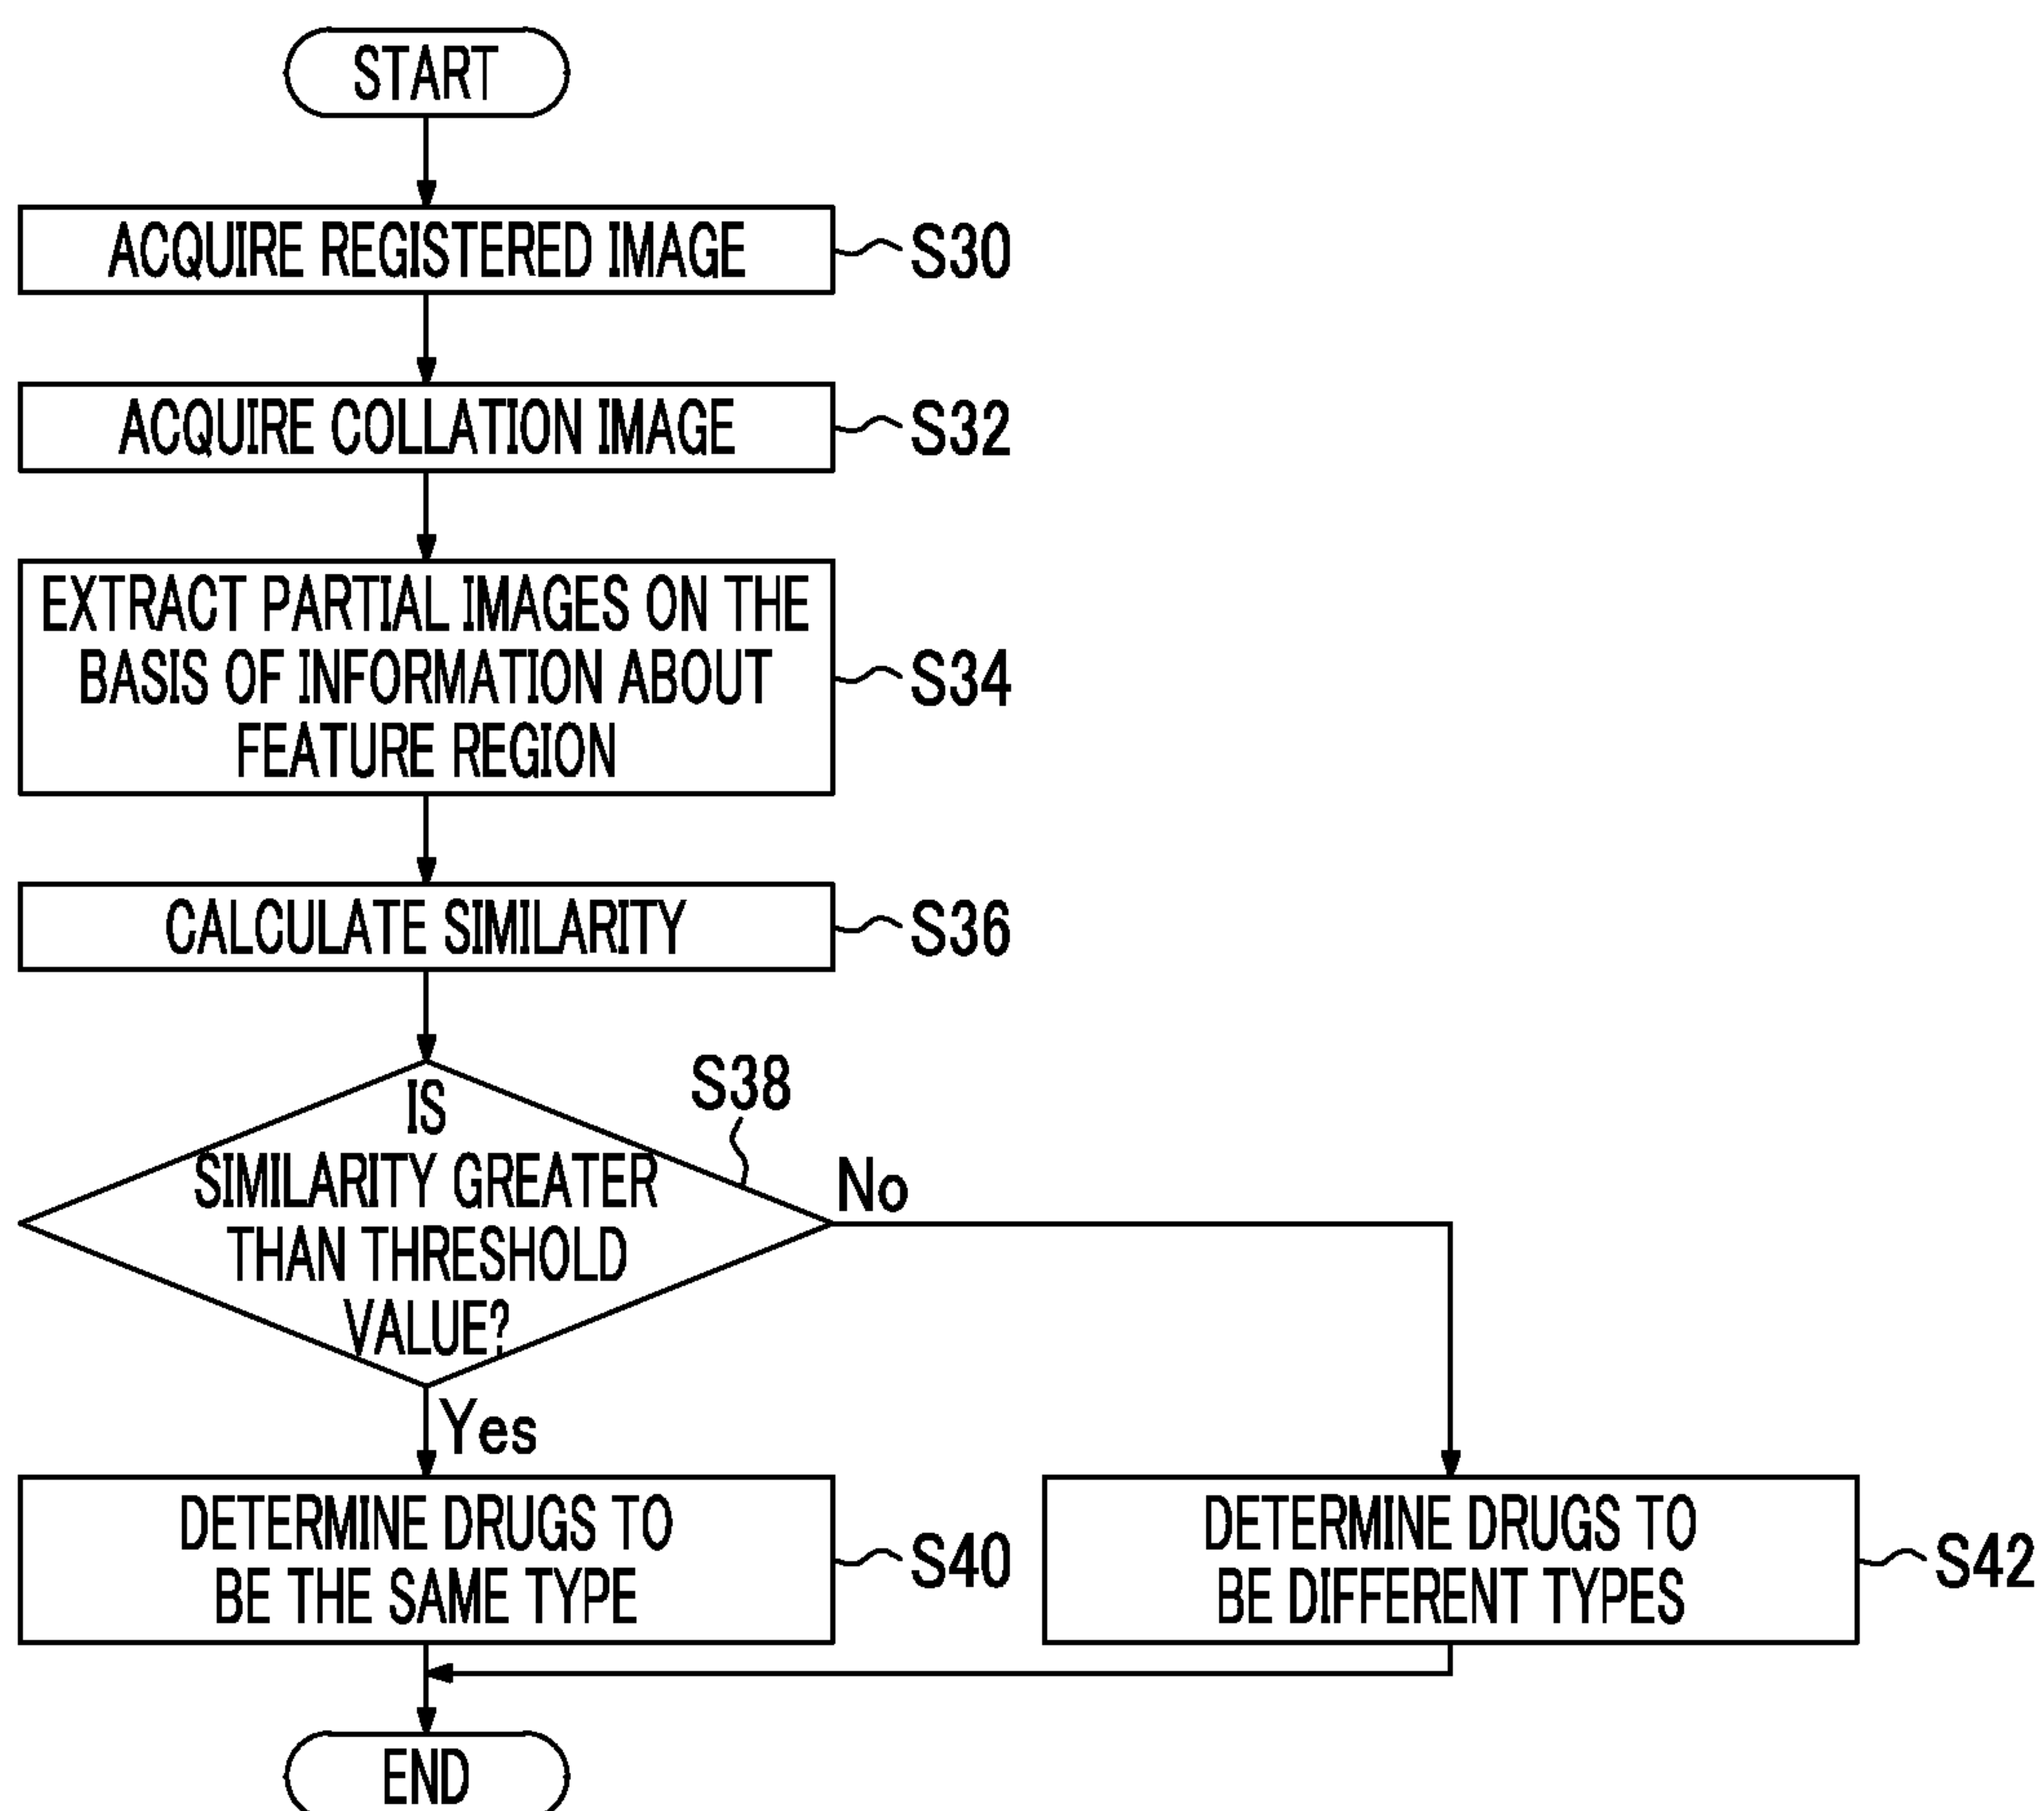 START
ACQUIRE REGISTERED IMAGE
S30
ACQUIRE COLLATION IMAGE
S32
EXTRACT PARTIAL IMAGES ON THE
BASIS OF INFORMATION ABOUT
FEATURE REGION
S34
CALCULATE SIMILARITY
S36
S38
IS
SIMILARITY GREATER
THAN THRESHOLD
VALUE?
No
Yes
DETERMINE DRUGS TO
BE THE SAME TYPE
S40
DETERMINE DRUGS TO
BE DIFFERENT TYPES
S42
END